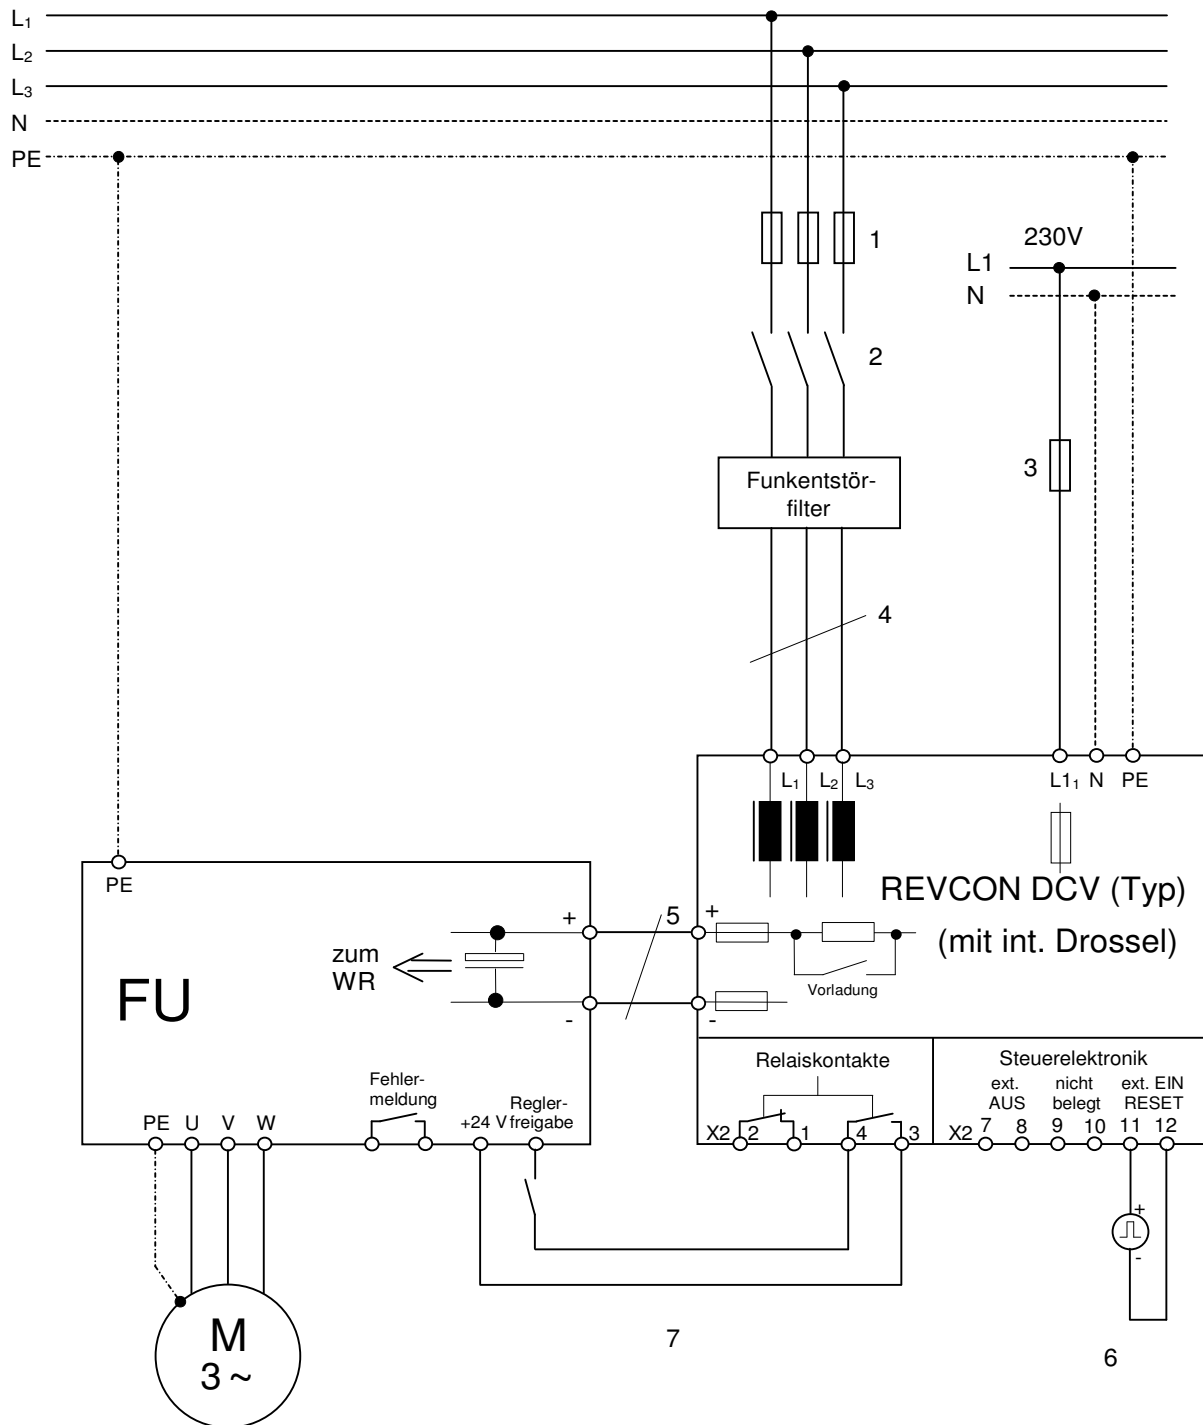 L₁
L₂
L₃
N
PE
1
230V
L1
N
2
3
Funkentstör-
filter
4
L₁ L₂ L₃
L1₁ N PE
PE
REVCON DCV (Typ)
(mit int. Drossel)
+
5
+
zum
WR
FU
Vorladung
-
-
Relaiskontakte
Steuerelektronik
ext.
AUS
nicht
belegt
ext. EIN
RESET
Fehler-
meldung
Regler-
+24 V freigabe
PE U V W
X2 2 1 4 3
X2 7 8 9 10 11 12
+
-
M
3 ~
7
6